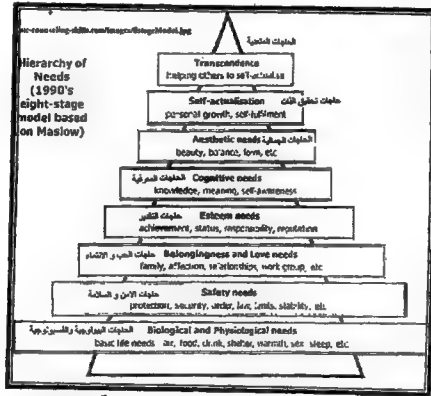 Hierarchy of
Needs
(1990's
eight-stage
model based
on Maslow)
Transcendence
helping others to self-actualise
Self-actualisation حاجات تحقيق الذات
personal growth, self-fulfilment
Aesthetic needs الحاجات الجمالية
beauty, balance, form, etc
الحاجات المعرفية Cognitive needs
knowledge, meaning, self-awareness
حاجات التقدير Esteem needs
achievement, status, responsibility, reputation
حاجات الحب و الانتماء Belongingness and Love needs
family, affection, relationships, work group, etc
حاجات الامن و السلامة Safety needs
protection, security, order, law, limits, stability, etc
الحاجات البيولوجية والفسيولوجية Biological and Physiological needs
basic life needs air, food, drink, shelter, warmth, sex sleep, etc